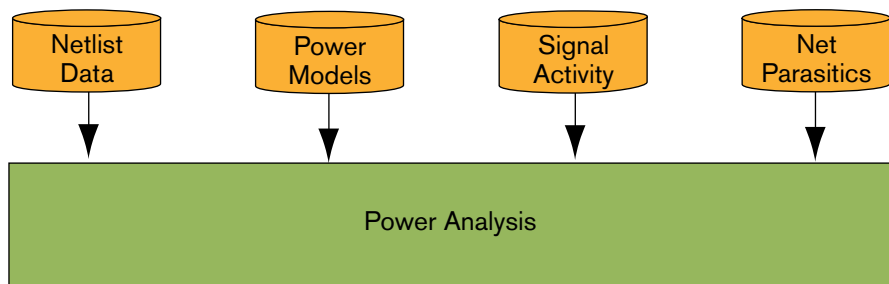 Netlist
Data
Power
Models
Signal
Activity
Net
Parasitics
Power Analysis